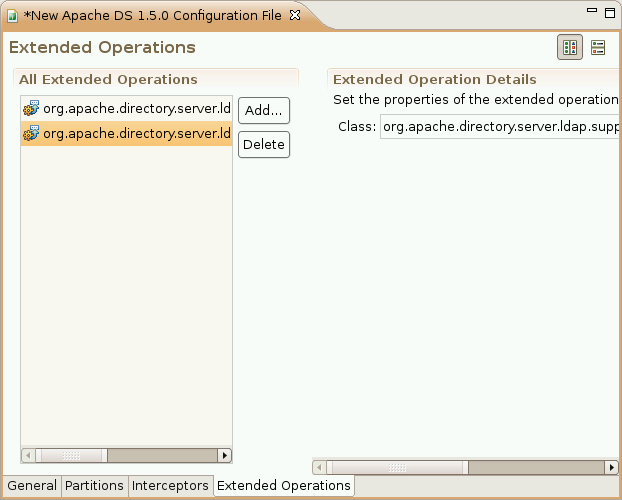 *New Apache DS 1.5.0 Configuration File
Extended Operations
All Extended Operations
org.apache.directory.server.ld
org.apache.directory.server.ld
Add...
Delete
Extended Operation Details
Set the properties of the extended operation
Class: org.apache.directory.server.ldap.supp
General Partitions Interceptors Extended Operations